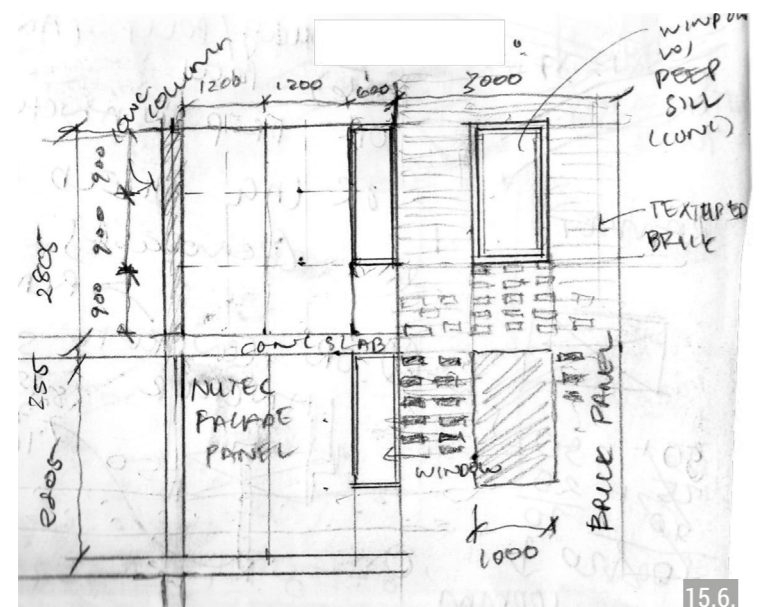 1200
1200
600
3000
WINDOW
W/
DEEP
SILL
(CONC)
CONC
COLUMN
900
900
900
2805
TEXTURED
BRICK
CONC SLAB
255
NUTEC
FACADE
PANEL
WINDOW
BRICK PANEL
2205
1000
15.6.